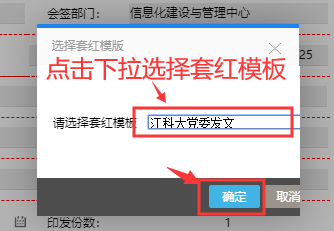 会签部门： 信息化建设与管理中心
选择套红模版
点击下拉选择套红模板
25
请选择套红模板 江科大党委发文
确定 取消
印发份数： 1